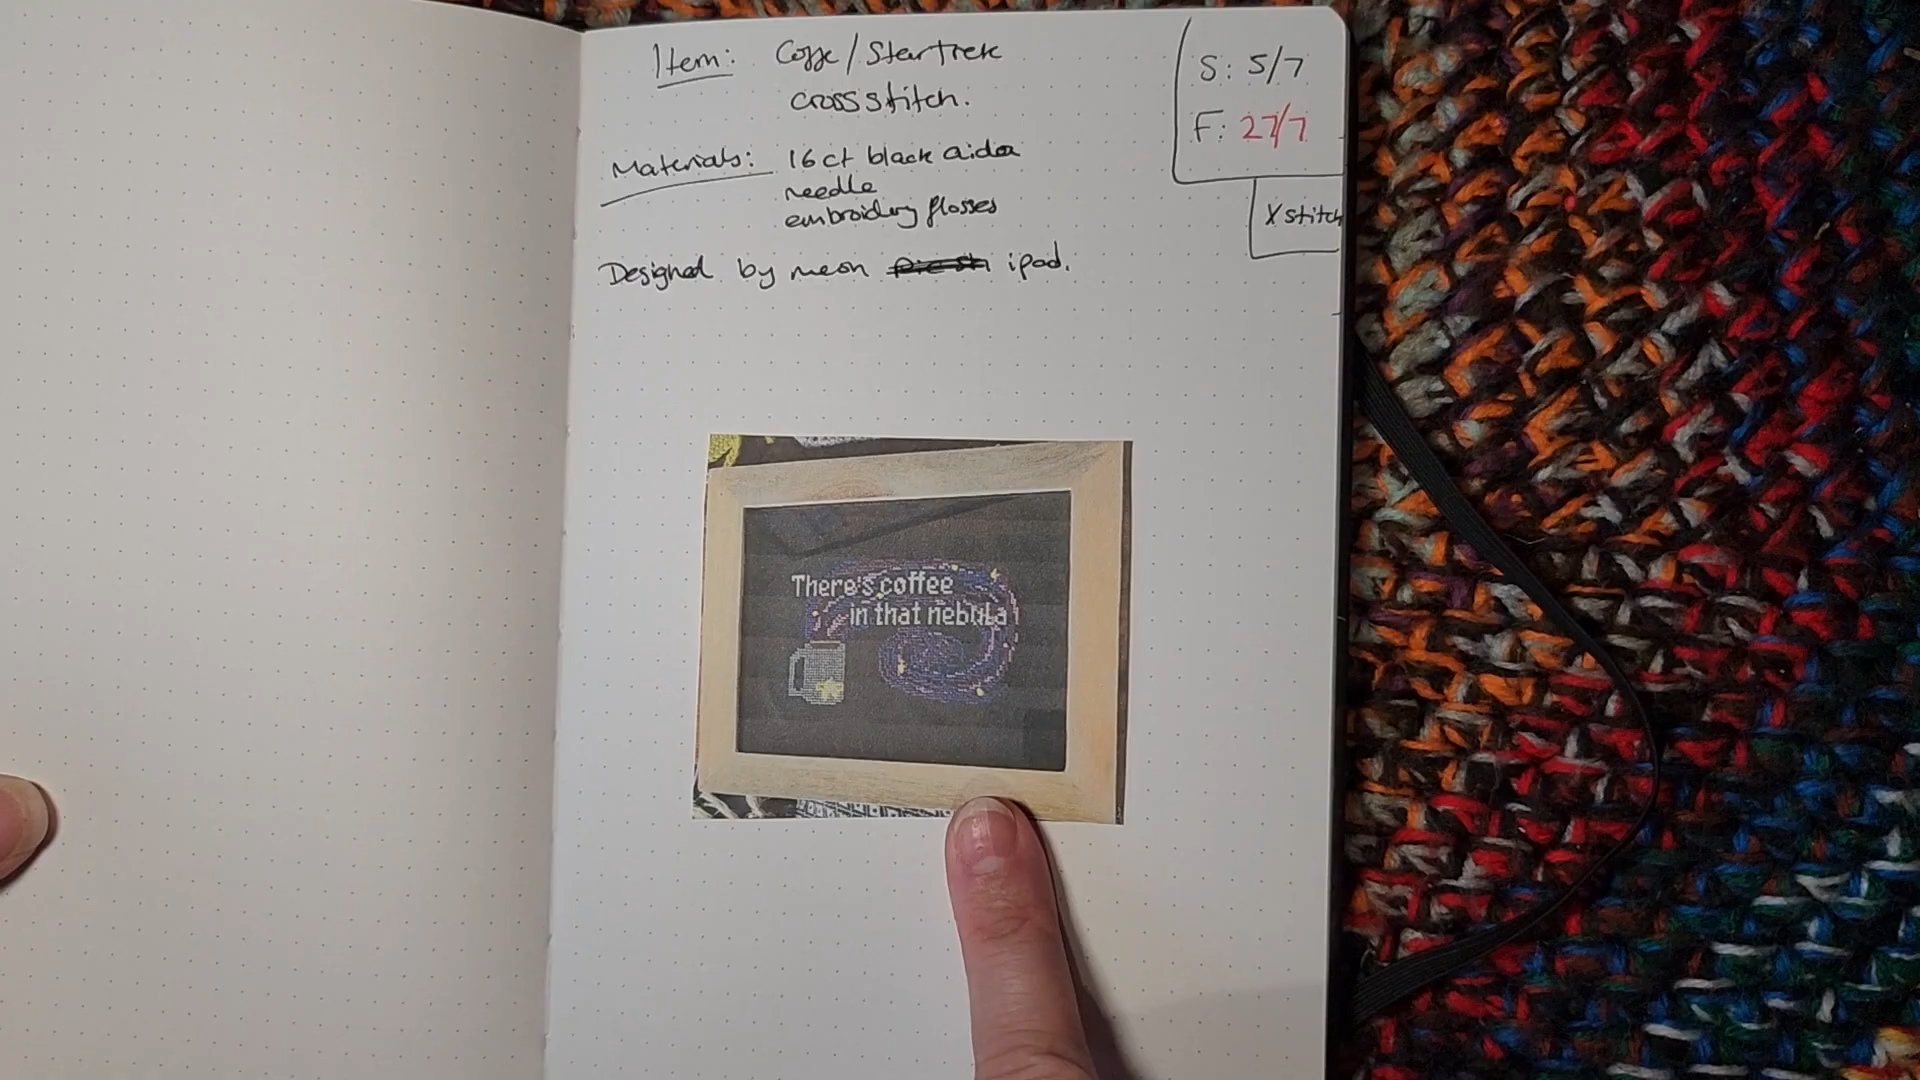 Item: Coffe/Star Trek
cross stitch.
S: 5/7
F: 27/7
X stitch
Materials: 16 ct black aida
needle
embroidery flosses
Designed by me on ipad.
There's coffee
in that nebula